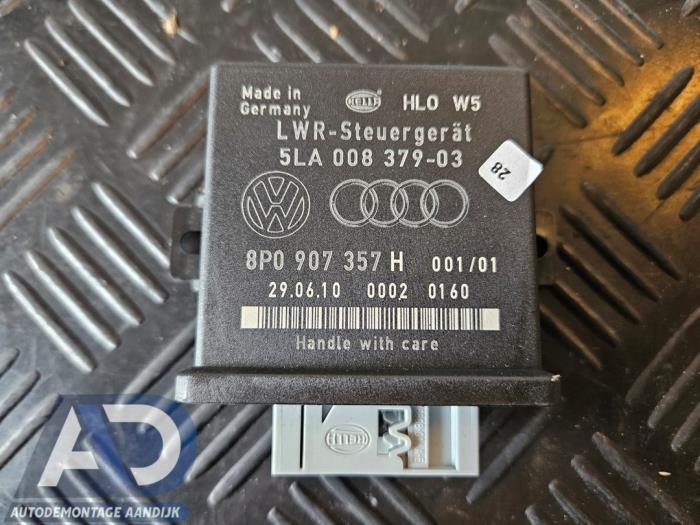 Made in
Germany
HELLA
HLO W5
LWR-Steuergerät
5LA 008 379-03
28
8P0 907 357 H 001/01
29.06.10 0002 0160
Handle with care
HELLA
AD
AUTODEMONTAGE AANDIJK